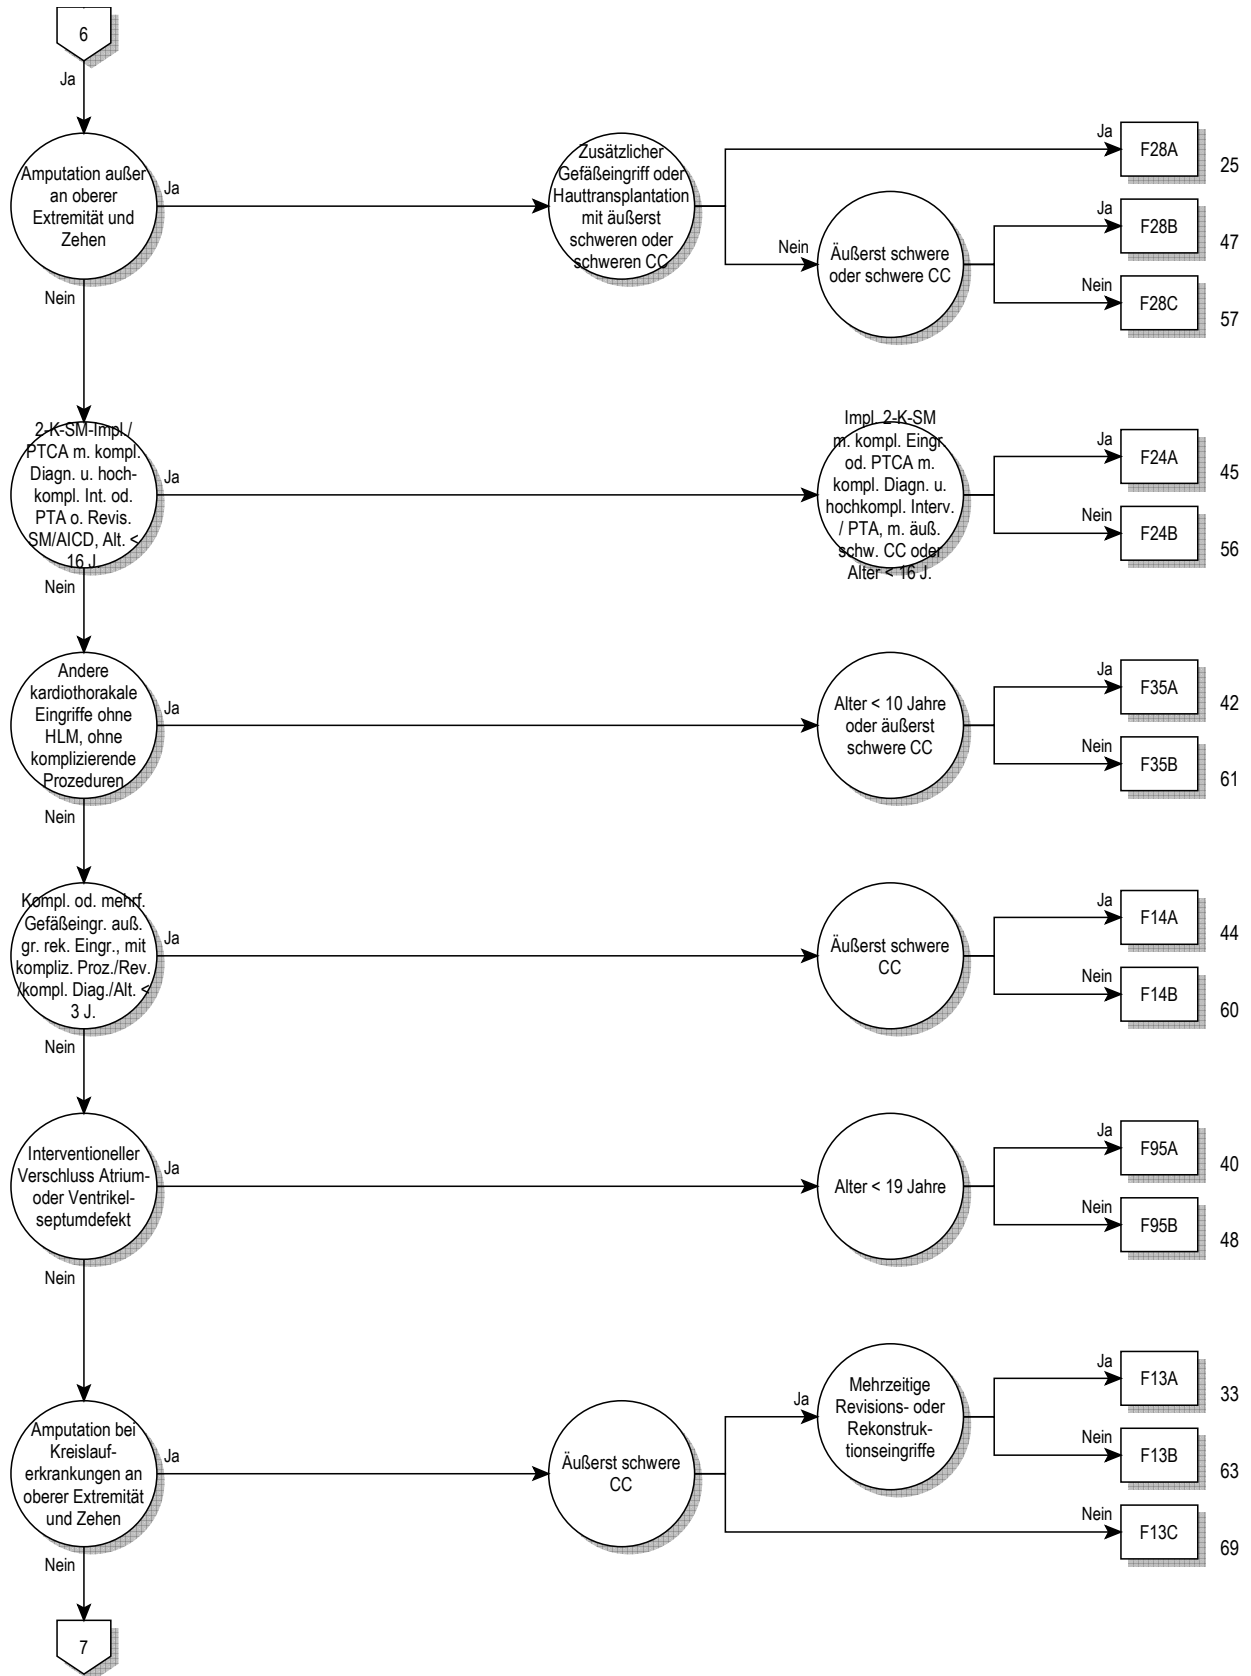 6
Ja
Amputation außer
an oberer
Extremität und
Zehen
Ja
Zusätzlicher
Gefäßeingriff oder
Hauttransplantation
mit äußerst
schweren oder
schweren CC
Ja
F28A
25
Nein
Äußerst schwere
oder schwere CC
Ja
F28B
47
Nein
F28C
57
Nein
2-K-SM-Impl /
PTCA m. kompl.
Diagn. u. hoch-
kompl. Int. od.
PTA o. Revis.
SM/AICD, Alt. <
16 J.
Ja
Impl. 2-K-SM
m. kompl. Eingr.
od. PTCA m.
kompl. Diagn. u.
hochkompl. Interv.
/ PTA, m. äuß.
schw. CC oder
Alter < 16 J.
Ja
F24A
45
Nein
F24B
56
Nein
Andere
kardiothorakale
Eingriffe ohne
HLM, ohne
komplizierende
Prozeduren
Ja
Alter < 10 Jahre
oder äußerst
schwere CC
Ja
F35A
42
Nein
F35B
61
Nein
Kompl. od. mehrf.
Gefäßeingr. auß.
gr. rek. Eingr., mit
kompliz. Proz./Rev.
/kompl. Diag./Alt. <
3 J.
Ja
Äußerst schwere
CC
Ja
F14A
44
Nein
F14B
60
Nein
Interventioneller
Verschluss Atrium-
oder Ventrikel-
septumdefekt
Ja
Alter < 19 Jahre
Ja
F95A
40
Nein
F95B
48
Nein
Amputation bei
Kreislauf-
erkrankungen an
oberer Extremität
und Zehen
Ja
Äußerst schwere
CC
Ja
Mehrzeitige
Revisions- oder
Rekonstruk-
tionseingriffe
Ja
F13A
33
Nein
F13B
63
Nein
F13C
69
Nein
7